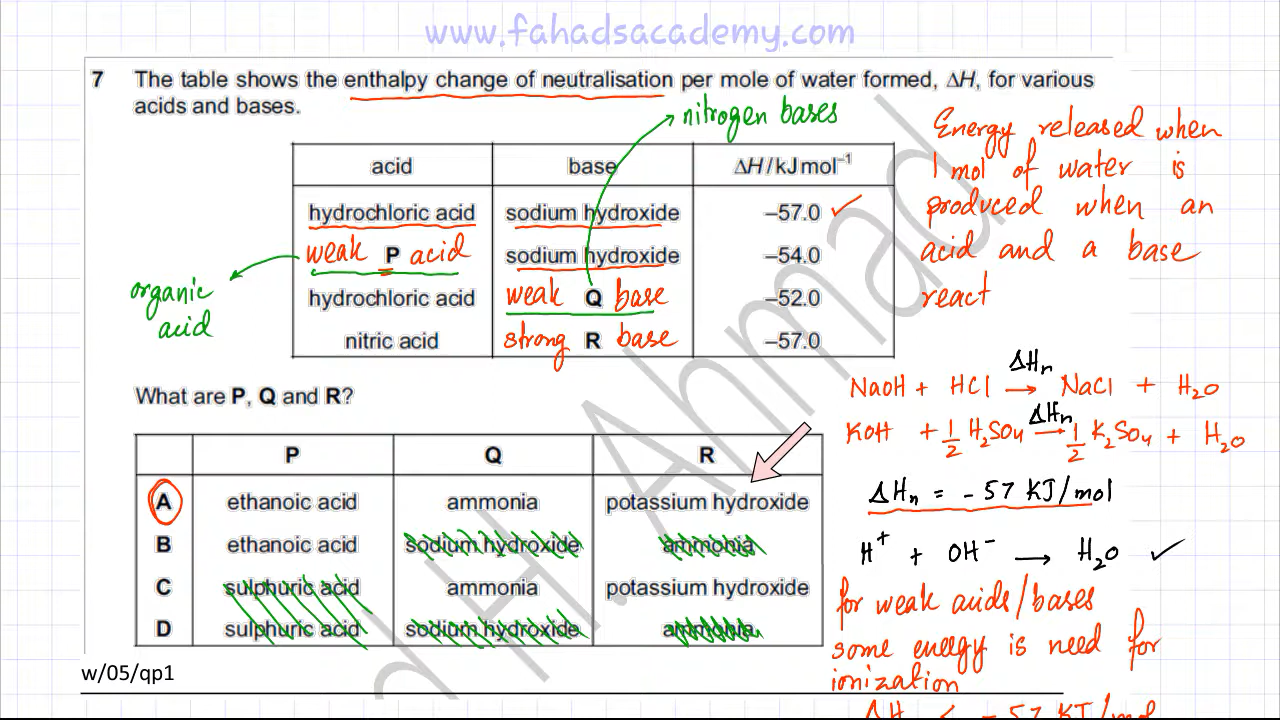 www.fahadsacademy.com
7 The table shows the enthalpy change of neutralisation per mole of water formed, ΔH, for various
acids and bases.
nitrogen bases
acid base ΔH/kJ mol⁻¹
hydrochloric acid sodium hydroxide –57.0 ✓
weak P acid sodium hydroxide –54.0
hydrochloric acid weak Q base –52.0
nitric acid strong R base –57.0
organic
acid
Energy released when
1 mol of water is
produced when an
acid and a base
react
What are P, Q and R?
P Q R
A ethanoic acid ammonia potassium hydroxide
B ethanoic acid sodium hydroxide ammonia
C sulphuric acid ammonia potassium hydroxide
D sulphuric acid sodium hydroxide ammonia
w/05/qp1
ΔHn
NaOH + HCl → NaCl + H₂O
ΔHn
KOH + 1/2 H₂SO₄ → 1/2 K₂SO₄ + H₂O
ΔHn = - 57 KJ/mol
H⁺ + OH⁻ → H₂O ✓
for weak acids/bases
some energy is need for
ionization
H. Ahmad